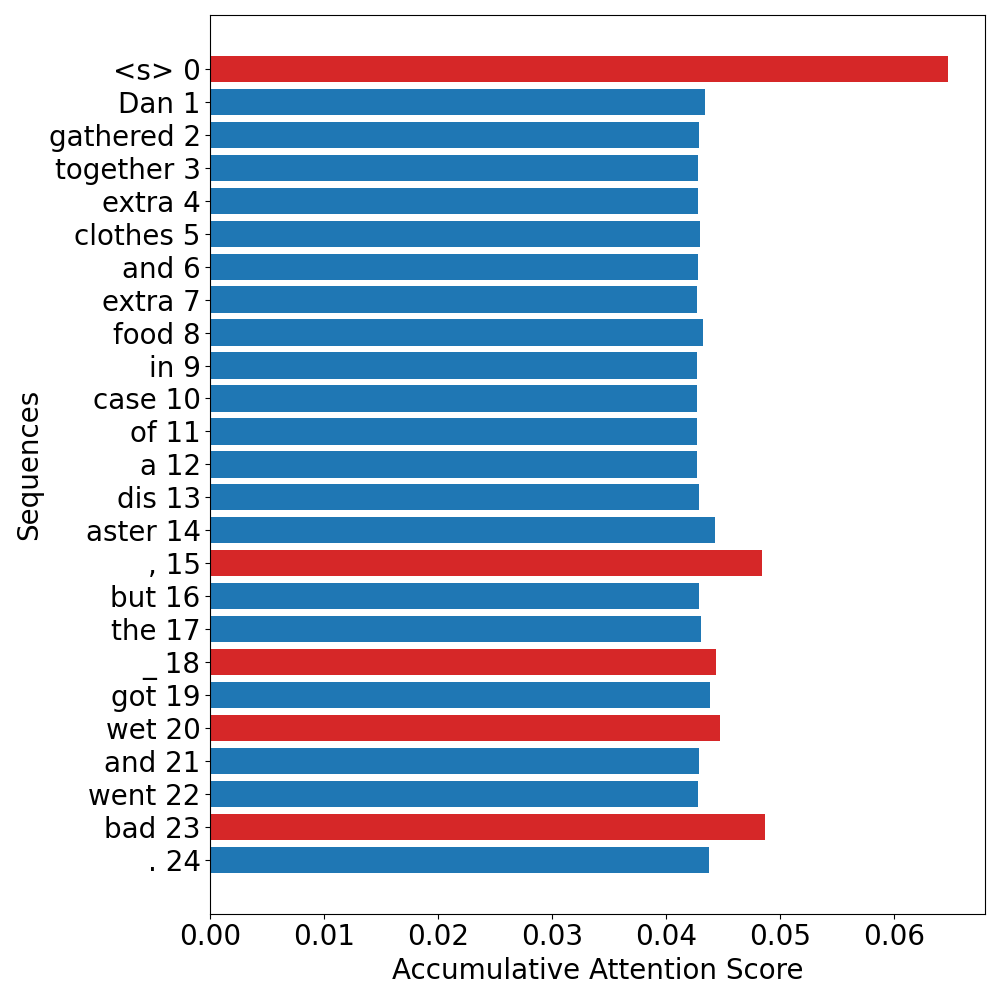 <s> 0
Dan 1
gathered 2
together 3
extra 4
clothes 5
and 6
extra 7
food 8
in 9
case 10
of 11
a 12
dis 13
aster 14
, 15
but 16
the 17
_ 18
got 19
wet 20
and 21
went 22
bad 23
. 24
Sequences
0.00 0.01 0.02 0.03 0.04 0.05 0.06
Accumulative Attention Score